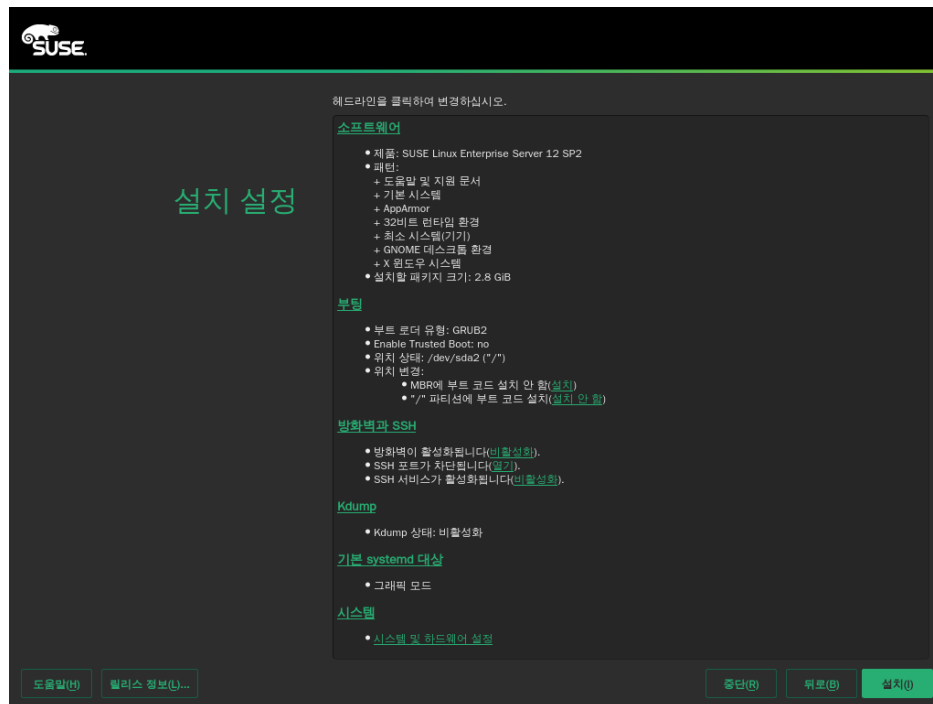 SUSE.
헤드라인을 클릭하여 변경하십시오.
설치 설정
소프트웨어
• 제품: SUSE Linux Enterprise Server 12 SP2
• 패턴:
+ 도움말 및 지원 문서
+ 기본 시스템
+ AppArmor
+ 32비트 런타임 환경
+ 최소 시스템(기기)
+ GNOME 데스크톱 환경
+ X 윈도우 시스템
• 설치할 패키지 크기: 2.8 GiB
부팅
• 부트 로더 유형: GRUB2
• Enable Trusted Boot: no
• 위치 상태: /dev/sda2 ("/")
• 위치 변경:
• MBR에 부트 코드 설치 안 함(설치)
• "/" 파티션에 부트 코드 설치(설치 안 함)
방화벽과 SSH
• 방화벽이 활성화됩니다(비활성화).
• SSH 포트가 차단됩니다(열기).
• SSH 서비스가 활성화됩니다(비활성화).
Kdump
• Kdump 상태: 비활성화
기본 systemd 대상
• 그래픽 모드
시스템
• 시스템 및 하드웨어 설정
도움말(H) 릴리스 정보(L)... 중단(R) 뒤로(B) 설치(I)